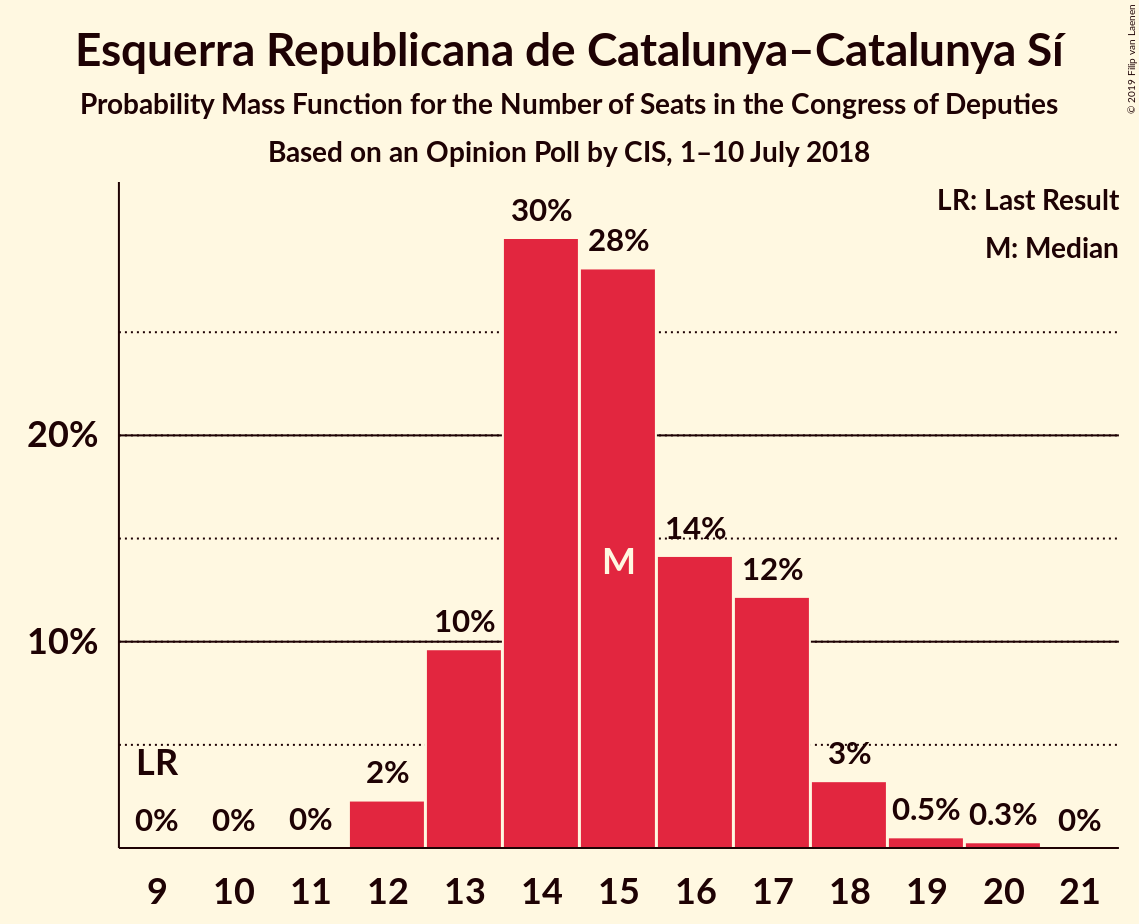 Esquerra Republicana de Catalunya–Catalunya Sí
Probability Mass Function for the Number of Seats in the Congress of Deputies
Based on an Opinion Poll by CIS, 1–10 July 2018
© 2019 Filip van Laenen
LR: Last Result
M: Median
30%
28%
20%
14%
M
12%
10%
10%
LR
3%
2%
0%
0%
0%
0.5%
0.3%
0%
9 10 11 12 13 14 15 16 17 18 19 20 21